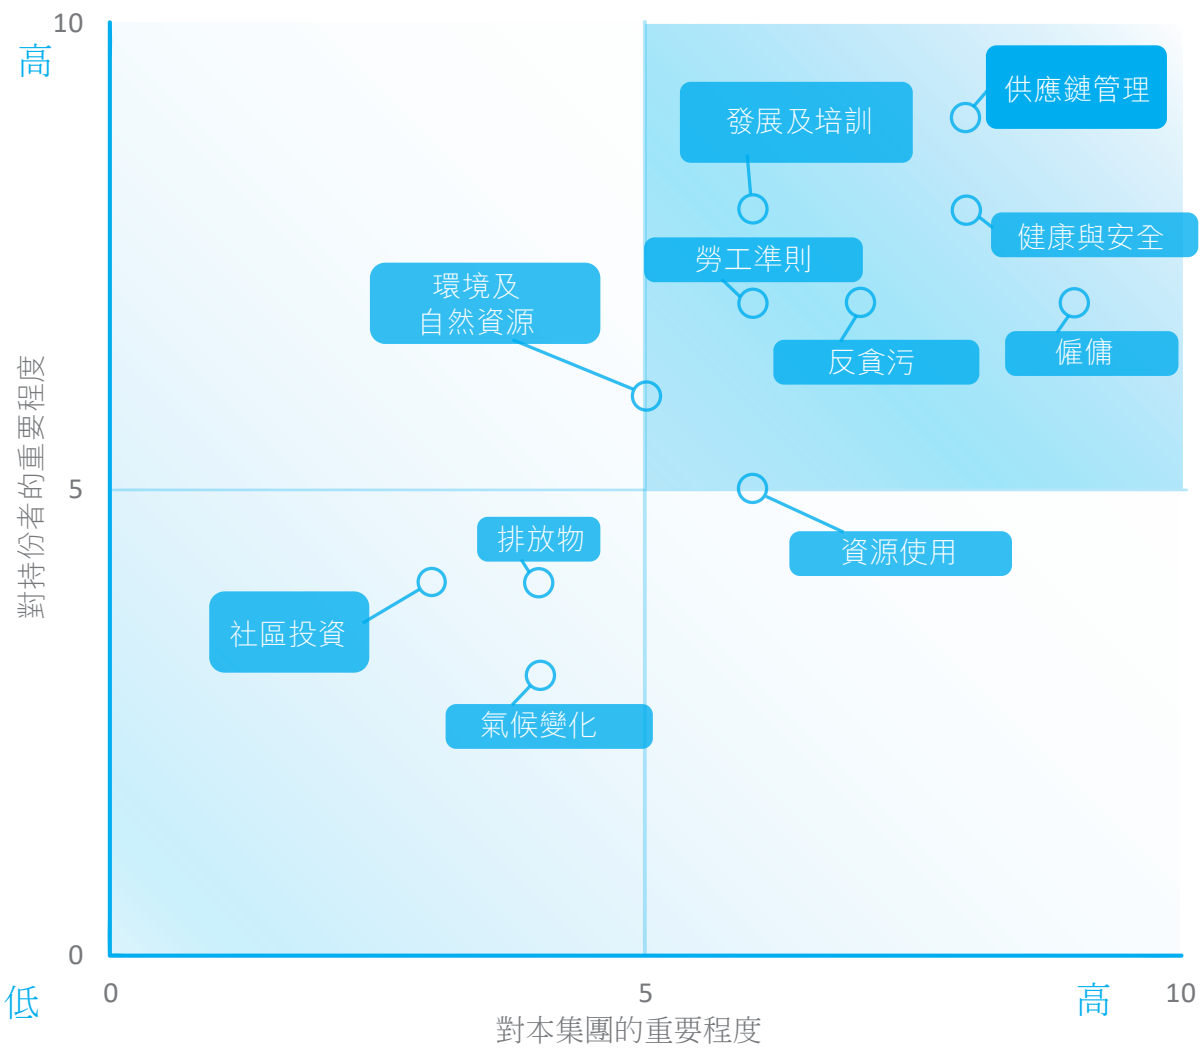 10
高
供應鏈管理
發展及培訓
健康與安全
勞工準則
環境及
自然資源
反貪污
僱傭
對持份者的重要程度
5
排放物
資源使用
社區投資
氣候變化
0
低
0
5
高
10
對本集團的重要程度